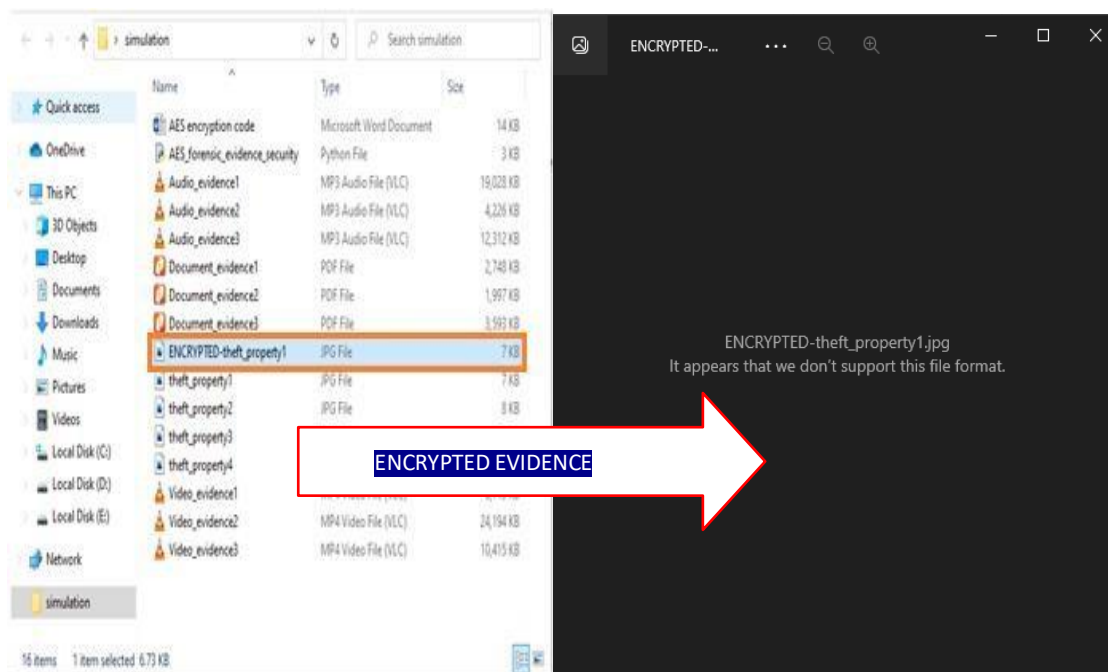 simulation
Search simulation
Name Type Size
Quick access
OneDrive
This PC
3D Objects
Desktop
Documents
Downloads
Music
Pictures
Videos
Local Disk (C:)
Local Disk (D:)
Local Disk (E:)
Network
simulation
AES encryption code Microsoft Word Document 14 KB
AES_forensic_evidence_security Python File 3 KB
Audio_evidence1 MP3 Audio File (VLC) 19,028 KB
Audio_evidence2 MP3 Audio File (VLC) 4,226 KB
Audio_evidence3 MP3 Audio File (VLC) 12,312 KB
Document_evidence1 PDF File 2,748 KB
Document_evidence2 PDF File 1,997 KB
Document_evidence3 PDF File 3,593 KB
ENCRYPTED-theft_property1 JPG File 7 KB
theft_property1 JPG File 7 KB
theft_property2 JPG File 8 KB
theft_property3
theft_property4
Video_evidence1
Video_evidence2 MP4 Video File (VLC) 24,194 KB
Video_evidence3 MP4 Video File (VLC) 10,415 KB
16 items 1 item selected 6.73 KB
ENCRYPTED EVIDENCE
ENCRYPTED-...
ENCRYPTED-theft_property1.jpg
It appears that we don't support this file format.